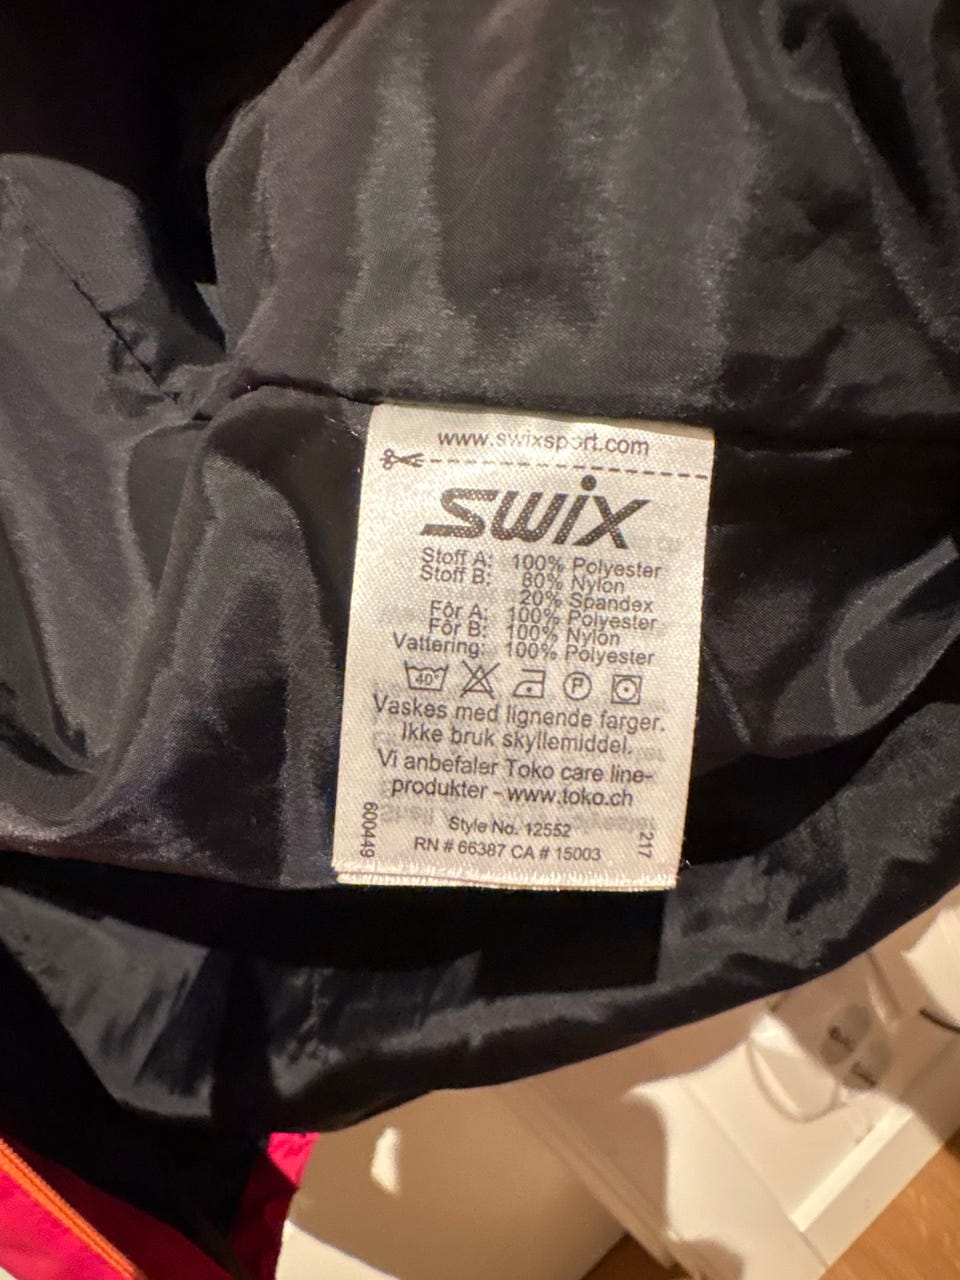 www.swixsport.com
swix
Stoff A: 100% Polyester
Stoff B: 80% Nylon
20% Spandex
Fôr A: 100% Polyester
Fôr B: 100% Nylon
Vattering: 100% Polyester
40° P
Vaskes med lignende farger.
Ikke bruk skyllemiddel.
Vi anbefaler Toko care line-
produkter - www.toko.ch
Style No. 12552
RN # 66387 CA # 15003
600449
217